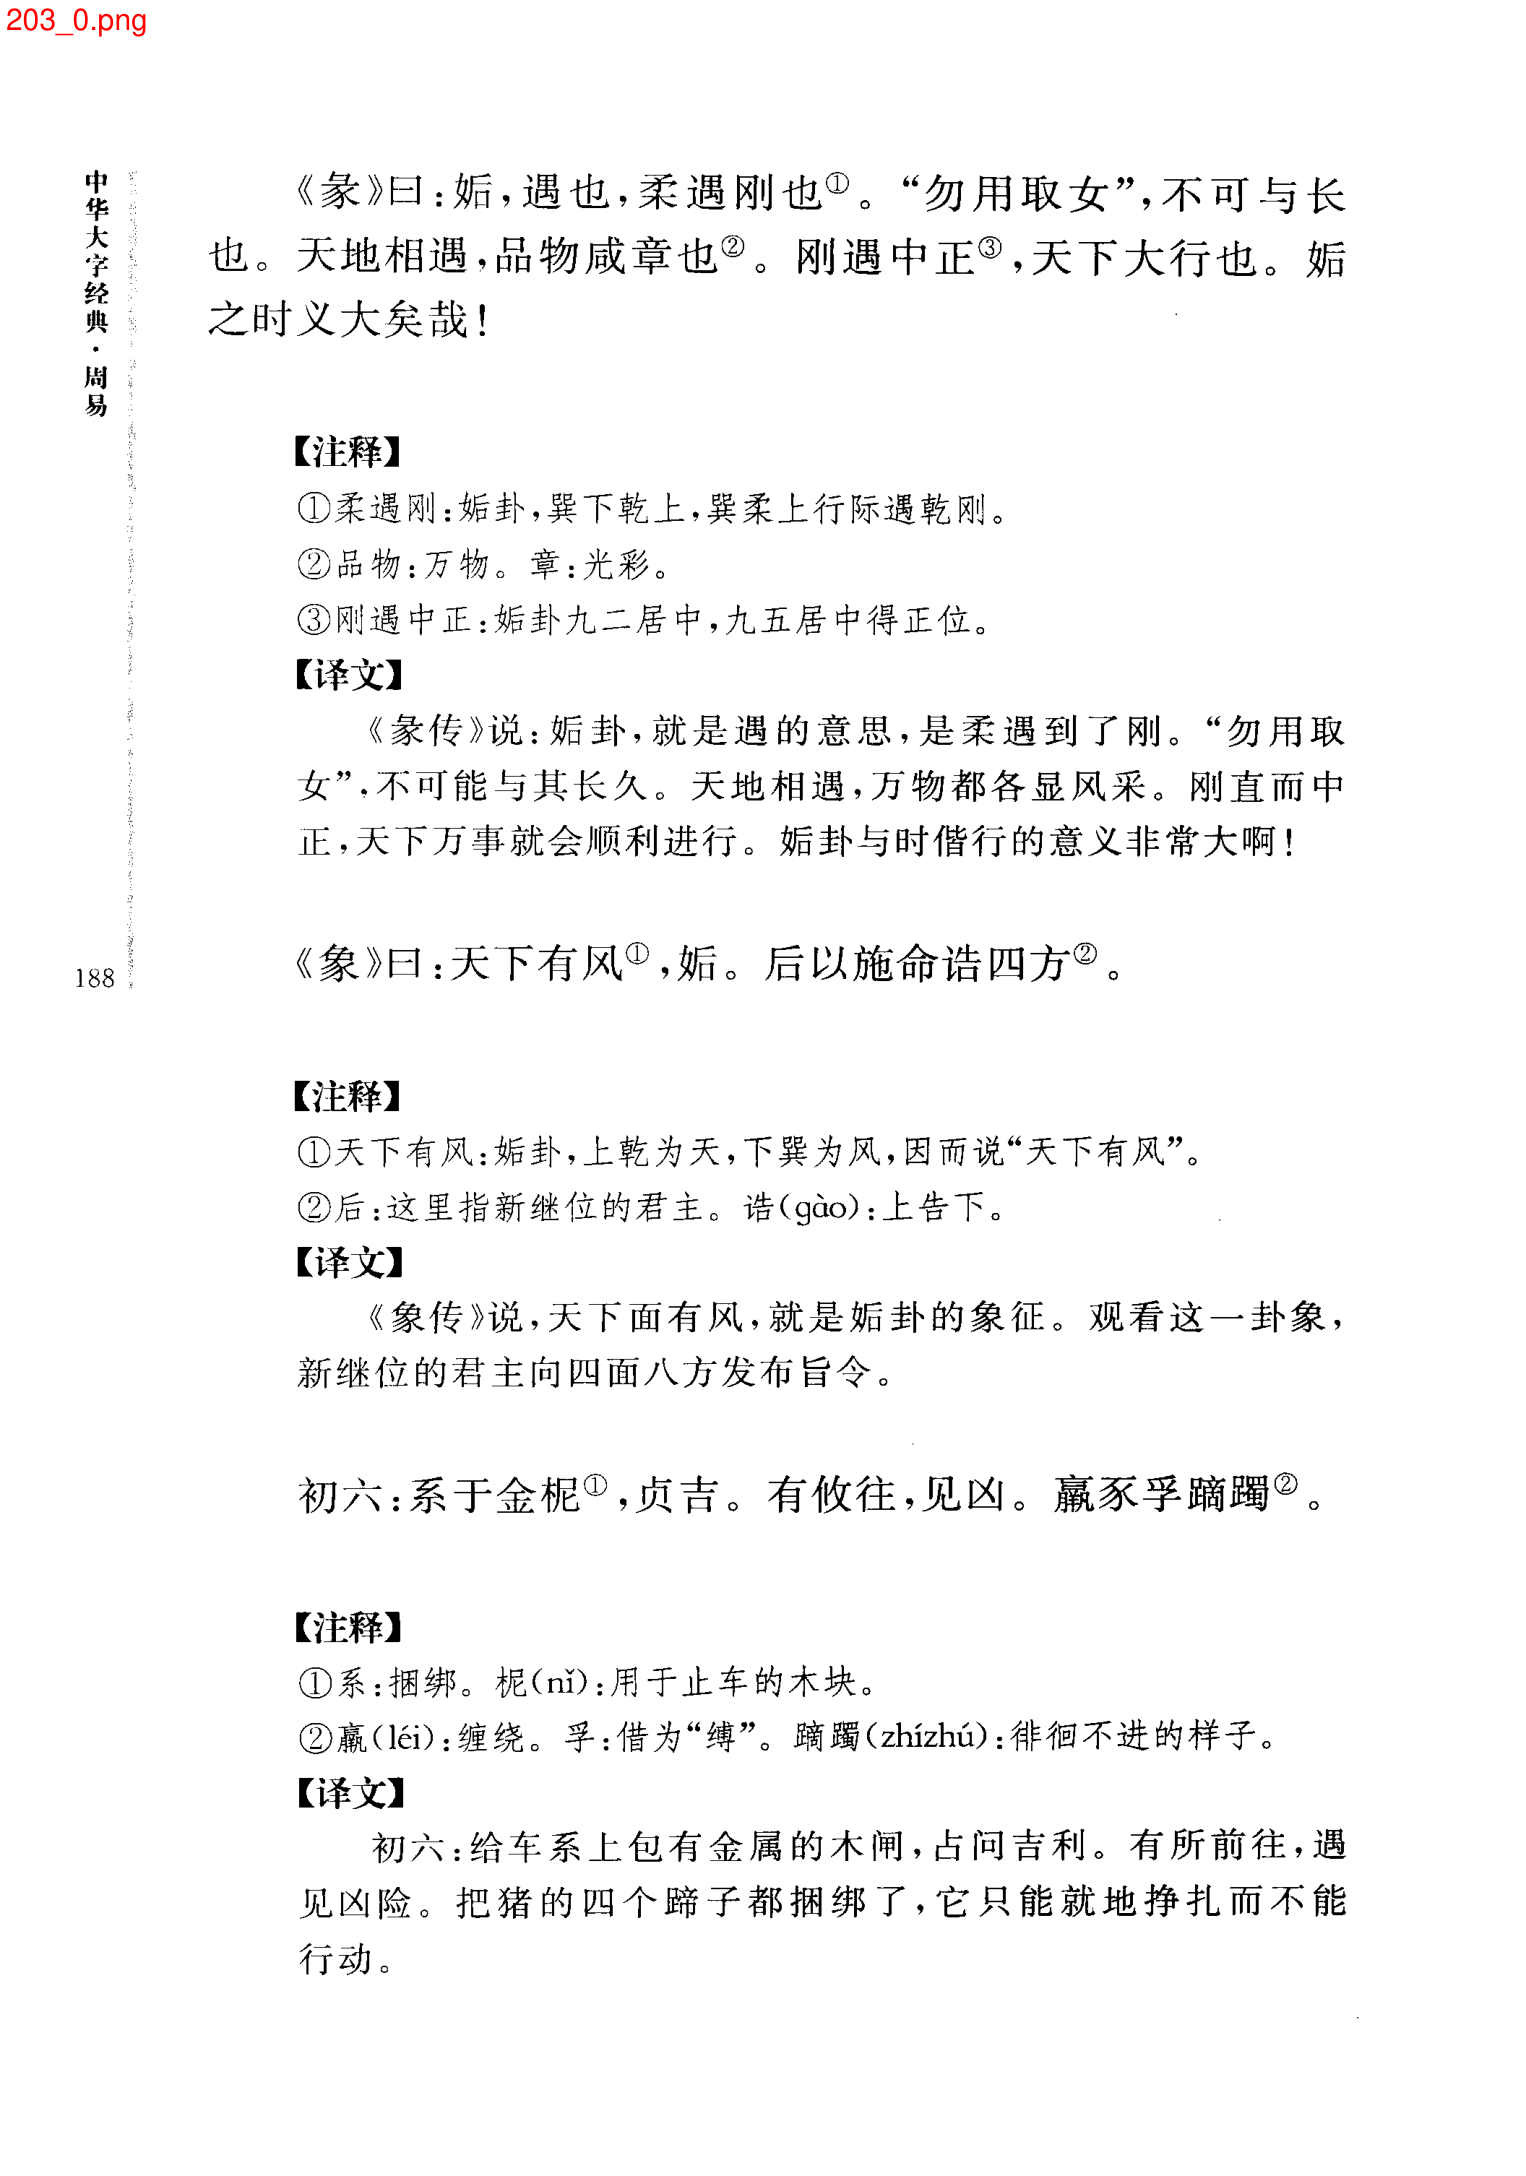 203_0.png
中华大字经典·周易
188
《彖》曰：姤，遇也，柔遇刚也①。“勿用取女”，不可与长
也。天地相遇，品物咸章也②。刚遇中正③，天下大行也。姤
之时义大矣哉！
【注释】
①柔遇刚：姤卦，巽下乾上，巽柔上行际遇乾刚。
②品物：万物。章：光彩。
③刚遇中正：姤卦九二居中，九五居中得正位。
【译文】
《彖传》说：姤卦，就是遇的意思，是柔遇到了刚。“勿用取
女”，不可能与其长久。天地相遇，万物都各显风采。刚直而中
正，天下万事就会顺利进行。姤卦与时偕行的意义非常大啊！
《象》曰：天下有风①，姤。后以施命诰四方②。
【注释】
①天下有风：姤卦，上乾为天，下巽为风，因而说“天下有风”。
②后：这里指新继位的君主。诰(gào)：上告下。
【译文】
《象传》说，天下面有风，就是姤卦的象征。观看这一卦象，
新继位的君主向四面八方发布旨令。
初六：系于金柅①，贞吉。有攸往，见凶。羸豕孚蹢躅②。
【注释】
①系：捆绑。柅(nǐ)：用于止车的木块。
②羸(léi)：缠绕。孚：借为“缚”。蹢躅(zhízhú)：徘徊不进的样子。
【译文】
初六：给车系上包有金属的木闸，占问吉利。有所前往，遇
见凶险。把猪的四个蹄子都捆绑了，它只能就地挣扎而不能
行动。